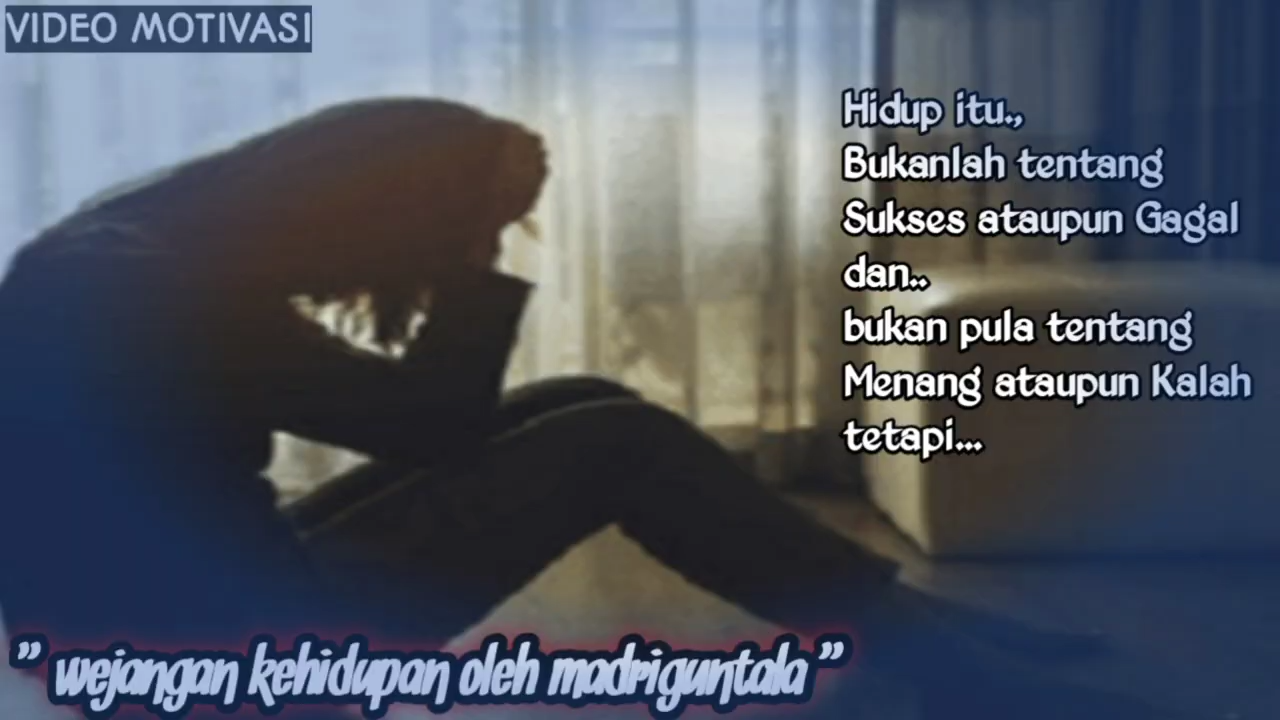 VIDEO MOTIVASI
Hidup itu.,
Bukanlah tentang
Sukses ataupun Gagal
dan..
bukan pula tentang
Menang ataupun Kalah
tetapi...
" wejangan kehidupan oleh madriguntala "